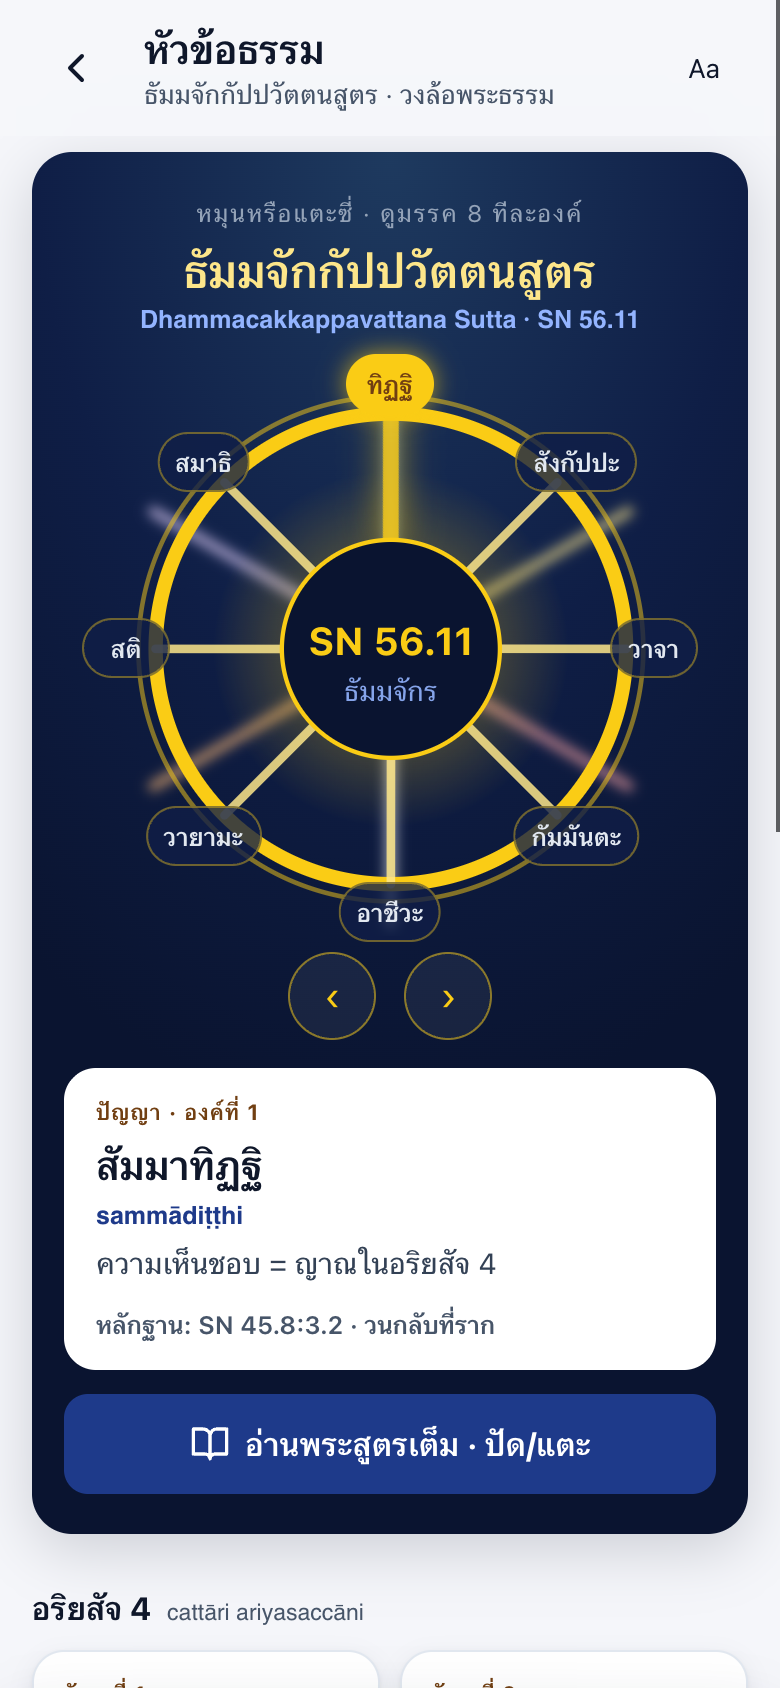 หัวข้อธรรม
ธัมมจักกัปปวัตตนสูตร · วงล้อพระธรรม
Aa
หมุนหรือแตะซี่ · ดูมรรค 8 ทีละองค์
ธัมมจักกัปปวัตตนสูตร
Dhammacakkappavattana Sutta · SN 56.11
ทิฏฐิ
สมาธิ
สังกัปปะ
สติ
SN 56.11
ธัมมจักร
วาจา
วายามะ
กัมมันตะ
อาชีวะ
‹ ›
ปัญญา · องค์ที่ 1
สัมมาทิฏฐิ
sammādiṭṭhi
ความเห็นชอบ = ญาณในอริยสัจ 4
หลักฐาน: SN 45.8:3.2 · วนกลับที่ราก
อ่านพระสูตรเต็ม · ปัด/แตะ
อริยสัจ 4 cattāri ariyasaccāni